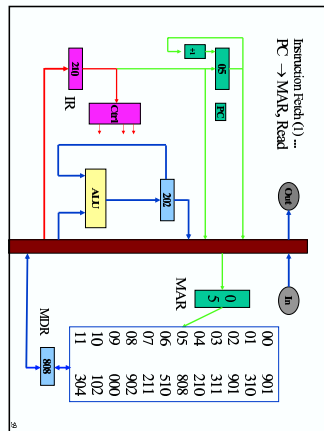 Instruction Fetch (1) ...
PC → MAR, Read
Out
In
+1
05
PC
MAR
05
210
IR
Ctrl
202
ALU
00 901
01 310
02 901
03 311
04 210
05 808
06 510
07 211
08 902
09 000
10 102
11 304
MDR
808